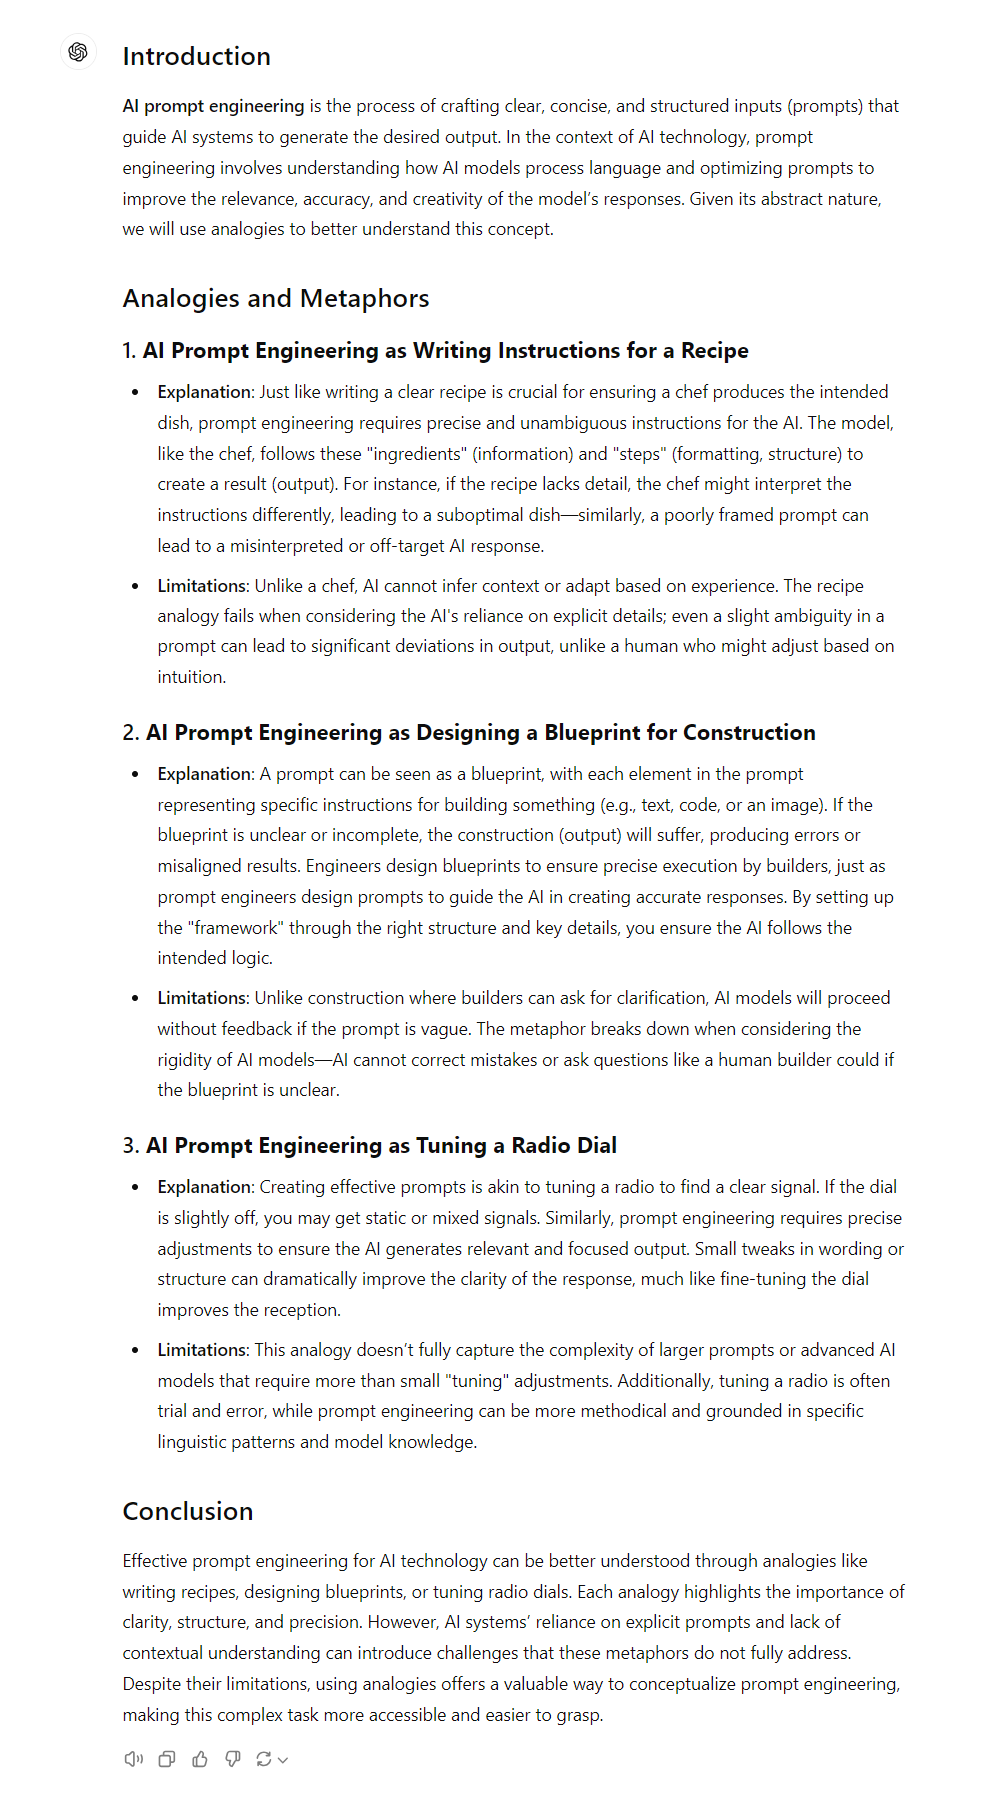 Introduction
AI prompt engineering is the process of crafting clear, concise, and structured inputs (prompts) that
guide AI systems to generate the desired output. In the context of AI technology, prompt
engineering involves understanding how AI models process language and optimizing prompts to
improve the relevance, accuracy, and creativity of the model’s responses. Given its abstract nature,
we will use analogies to better understand this concept.
Analogies and Metaphors
1. AI Prompt Engineering as Writing Instructions for a Recipe
• Explanation: Just like writing a clear recipe is crucial for ensuring a chef produces the intended
dish, prompt engineering requires precise and unambiguous instructions for the AI. The model,
like the chef, follows these "ingredients" (information) and "steps" (formatting, structure) to
create a result (output). For instance, if the recipe lacks detail, the chef might interpret the
instructions differently, leading to a suboptimal dish—similarly, a poorly framed prompt can
lead to a misinterpreted or off-target AI response.
• Limitations: Unlike a chef, AI cannot infer context or adapt based on experience. The recipe
analogy fails when considering the AI's reliance on explicit details; even a slight ambiguity in a
prompt can lead to significant deviations in output, unlike a human who might adjust based on
intuition.
2. AI Prompt Engineering as Designing a Blueprint for Construction
• Explanation: A prompt can be seen as a blueprint, with each element in the prompt
representing specific instructions for building something (e.g., text, code, or an image). If the
blueprint is unclear or incomplete, the construction (output) will suffer, producing errors or
misaligned results. Engineers design blueprints to ensure precise execution by builders, just as
prompt engineers design prompts to guide the AI in creating accurate responses. By setting up
the "framework" through the right structure and key details, you ensure the AI follows the
intended logic.
• Limitations: Unlike construction where builders can ask for clarification, AI models will proceed
without feedback if the prompt is vague. The metaphor breaks down when considering the
rigidity of AI models—AI cannot correct mistakes or ask questions like a human builder could if
the blueprint is unclear.
3. AI Prompt Engineering as Tuning a Radio Dial
• Explanation: Creating effective prompts is akin to tuning a radio to find a clear signal. If the dial
is slightly off, you may get static or mixed signals. Similarly, prompt engineering requires precise
adjustments to ensure the AI generates relevant and focused output. Small tweaks in wording or
structure can dramatically improve the clarity of the response, much like fine-tuning the dial
improves the reception.
• Limitations: This analogy doesn’t fully capture the complexity of larger prompts or advanced AI
models that require more than small "tuning" adjustments. Additionally, tuning a radio is often
trial and error, while prompt engineering can be more methodical and grounded in specific
linguistic patterns and model knowledge.
Conclusion
Effective prompt engineering for AI technology can be better understood through analogies like
writing recipes, designing blueprints, or tuning radio dials. Each analogy highlights the importance of
clarity, structure, and precision. However, AI systems’ reliance on explicit prompts and lack of
contextual understanding can introduce challenges that these metaphors do not fully address.
Despite their limitations, using analogies offers a valuable way to conceptualize prompt engineering,
making this complex task more accessible and easier to grasp.